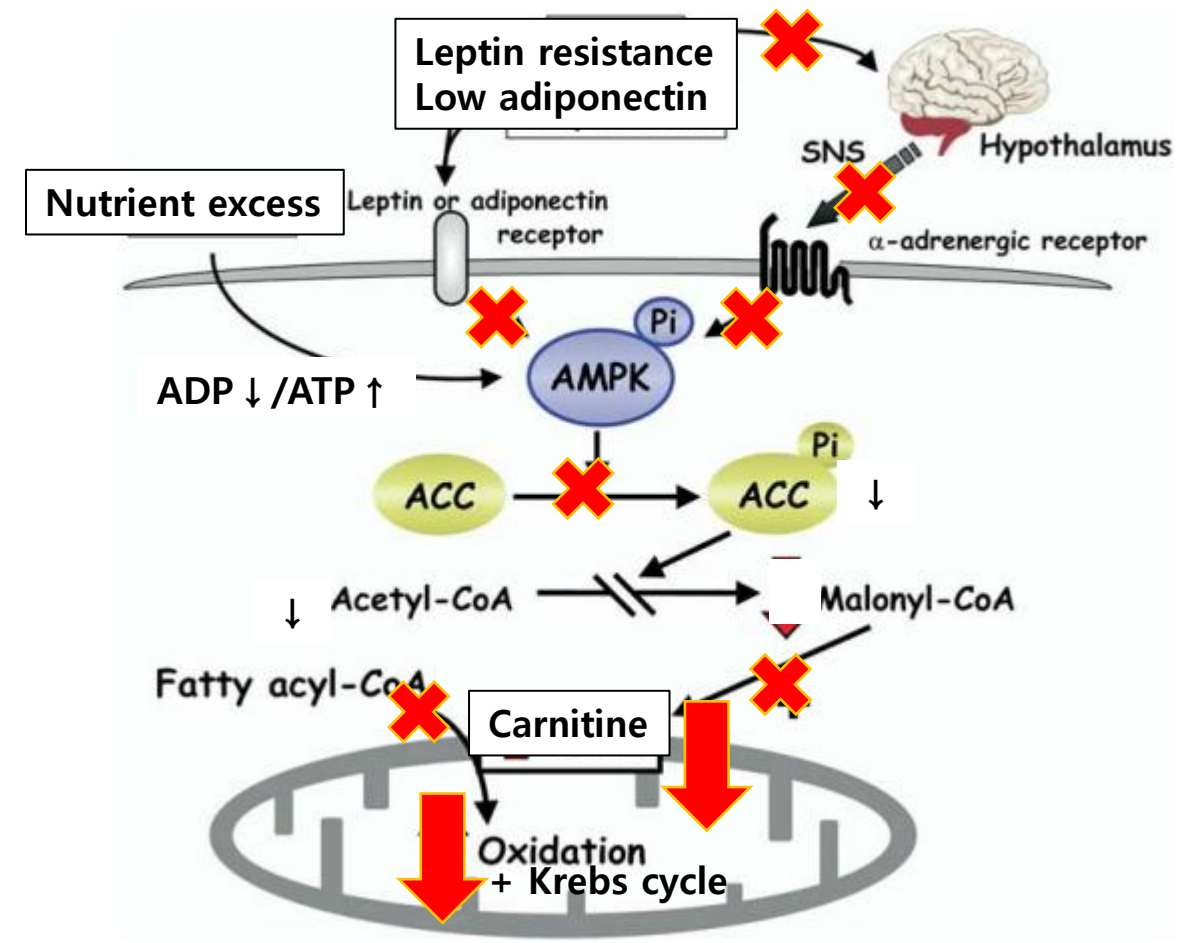 Leptin resistance
Low adiponectin
SNS
Hypothalamus
Nutrient excess
Leptin or adiponectin
receptor
α-adrenergic receptor
Pi
AMPK
ADP ↓ /ATP ↑
Pi
ACC
ACC
↓
↓
Acetyl-CoA
Malonyl-CoA
Fatty acyl-CoA
Carnitine
Oxidation
+ Krebs cycle